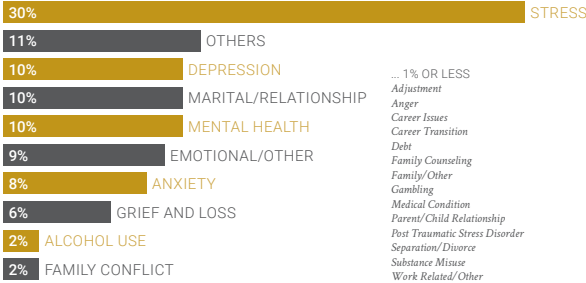 30% STRESS
11% OTHERS
10% DEPRESSION
10% MARITAL/RELATIONSHIP
10% MENTAL HEALTH
9% EMOTIONAL/OTHER
8% ANXIETY
6% GRIEF AND LOSS
2% ALCOHOL USE
2% FAMILY CONFLICT
... 1% OR LESS
Adjustment
Anger
Career Issues
Career Transition
Debt
Family Counseling
Family/Other
Gambling
Medical Condition
Parent/Child Relationship
Post Traumatic Stress Disorder
Separation/Divorce
Substance Misuse
Work Related/Other